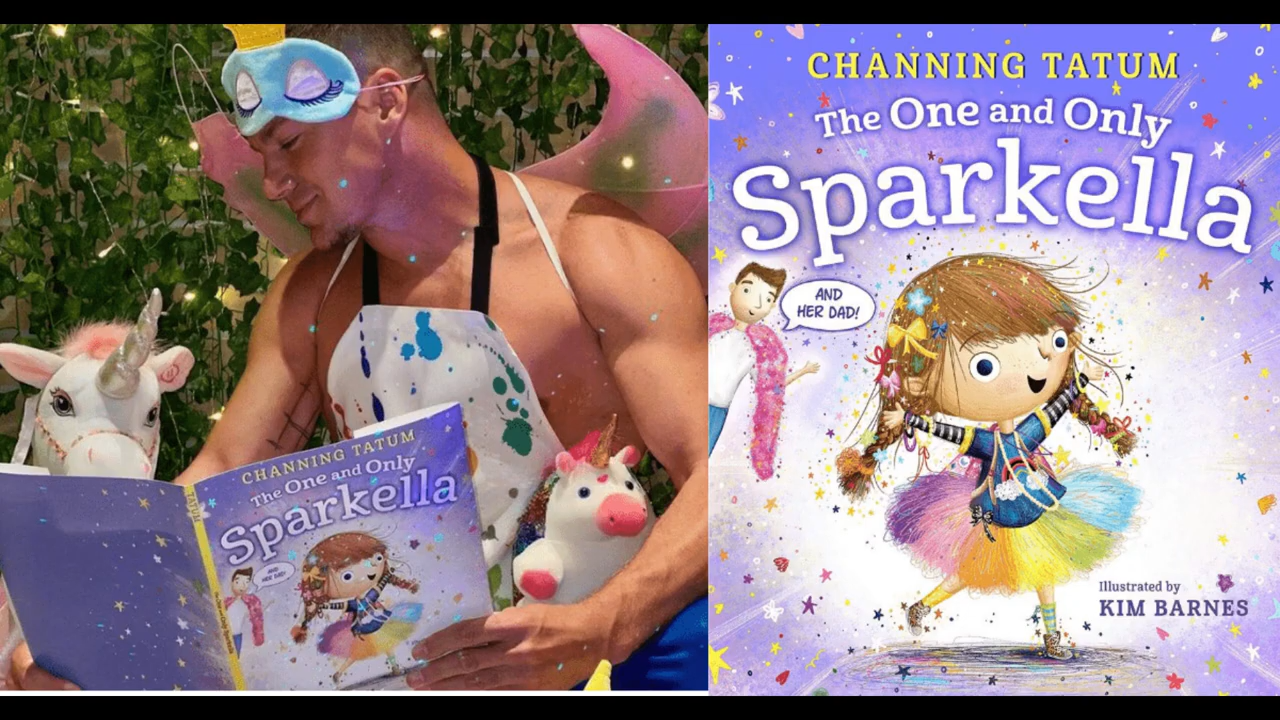 CHANNING TATUM
The One and Only
Sparkella
AND
HER DAD!
CHANNING TATUM
The One and Only
Sparkella
AND
HER DAD!
Illustrated by
KIM BARNES